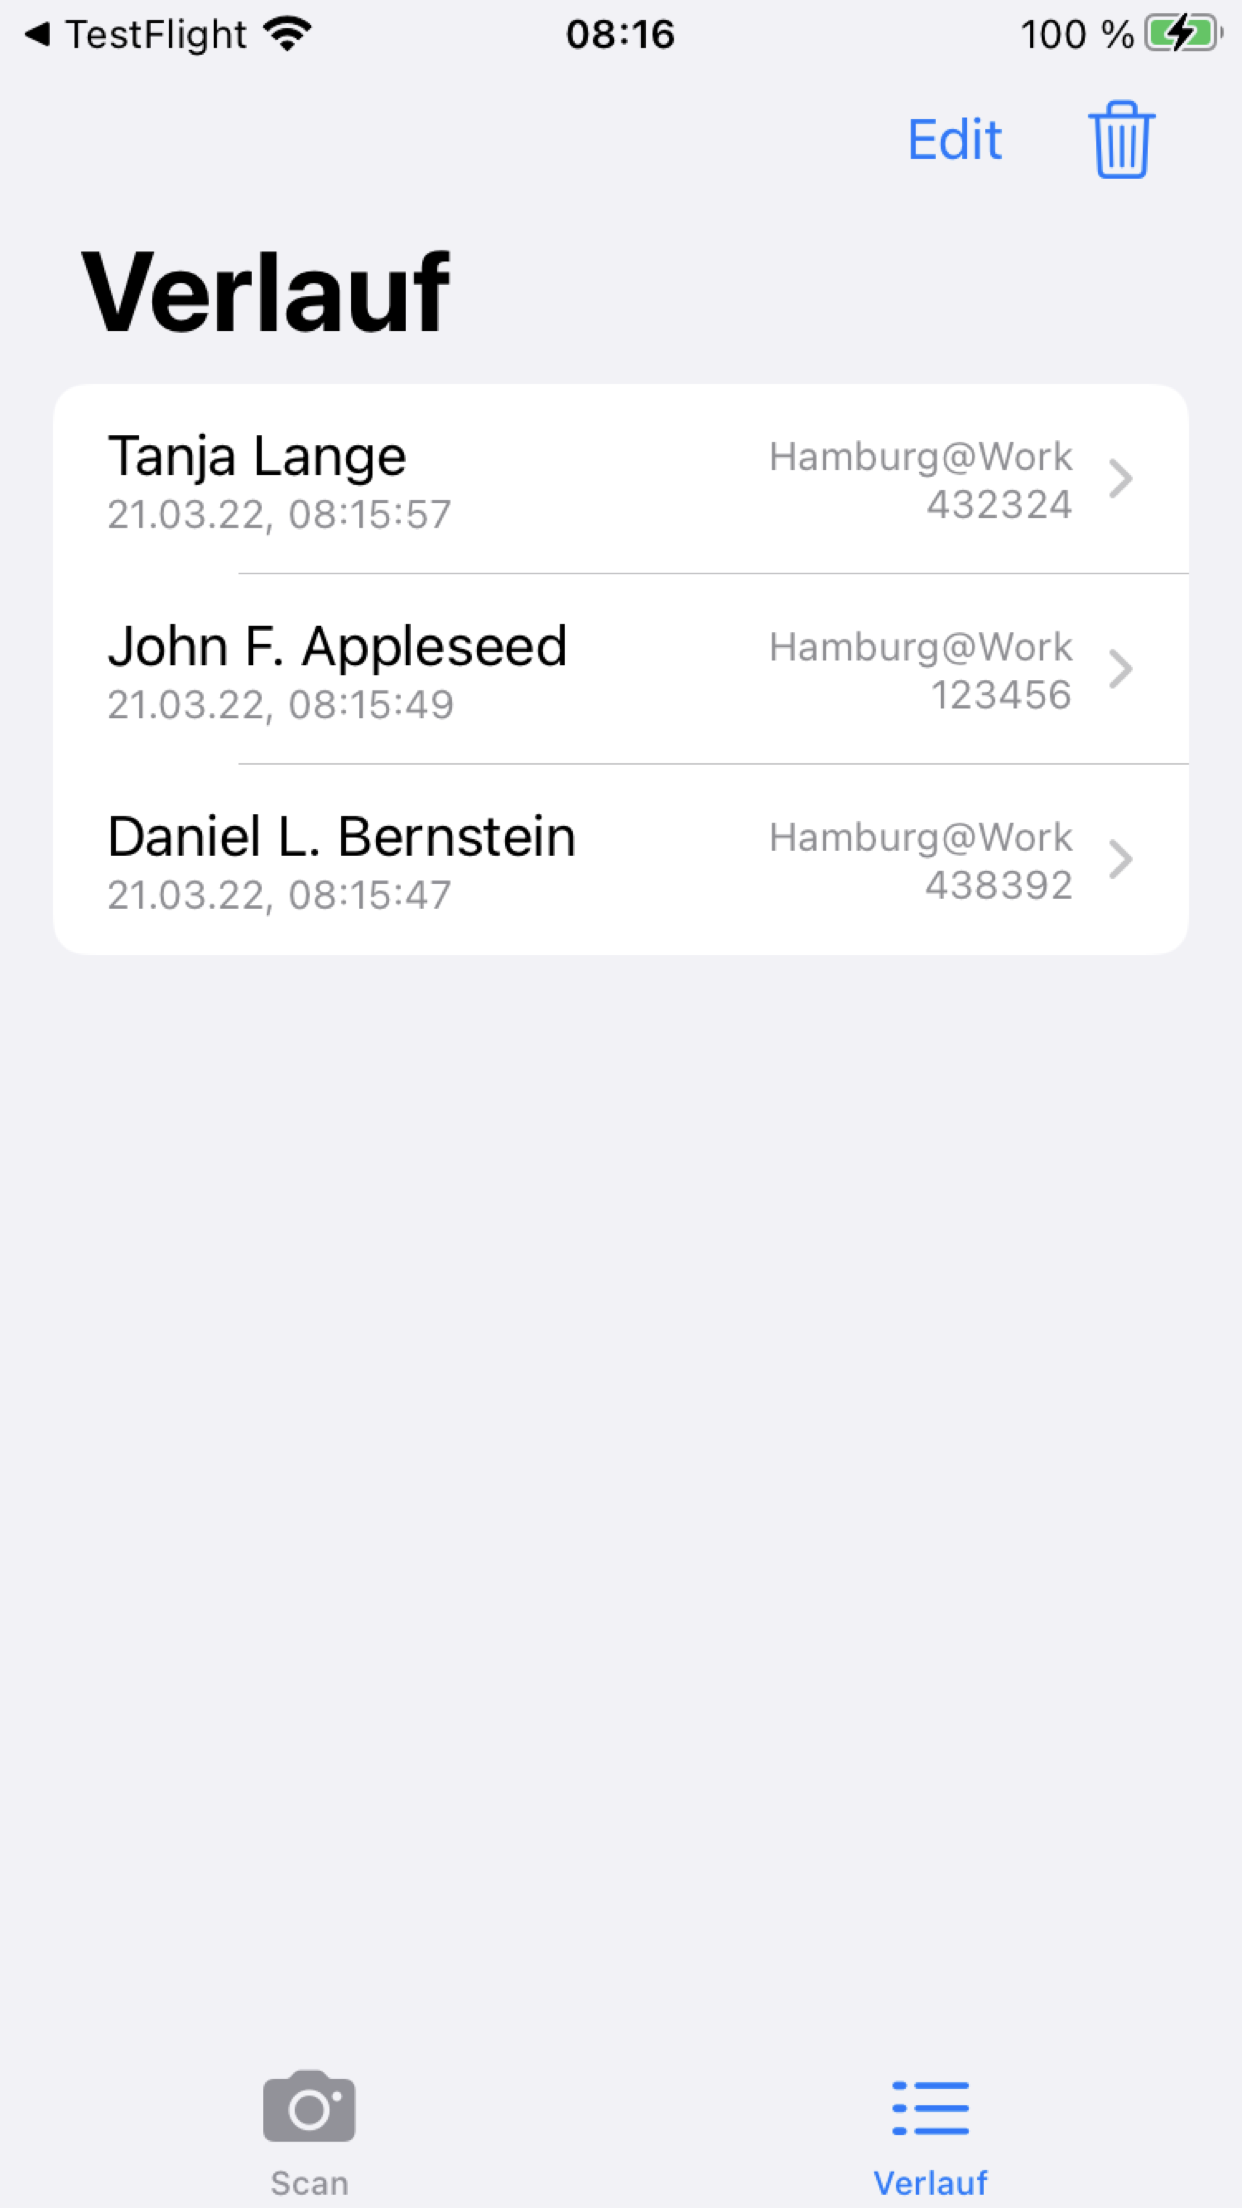 TestFlight 08:16 100 %
Edit
Verlauf
Tanja Lange Hamburg@Work
21.03.22, 08:15:57 432324
John F. Appleseed Hamburg@Work
21.03.22, 08:15:49 123456
Daniel L. Bernstein Hamburg@Work
21.03.22, 08:15:47 438392
Scan Verlauf